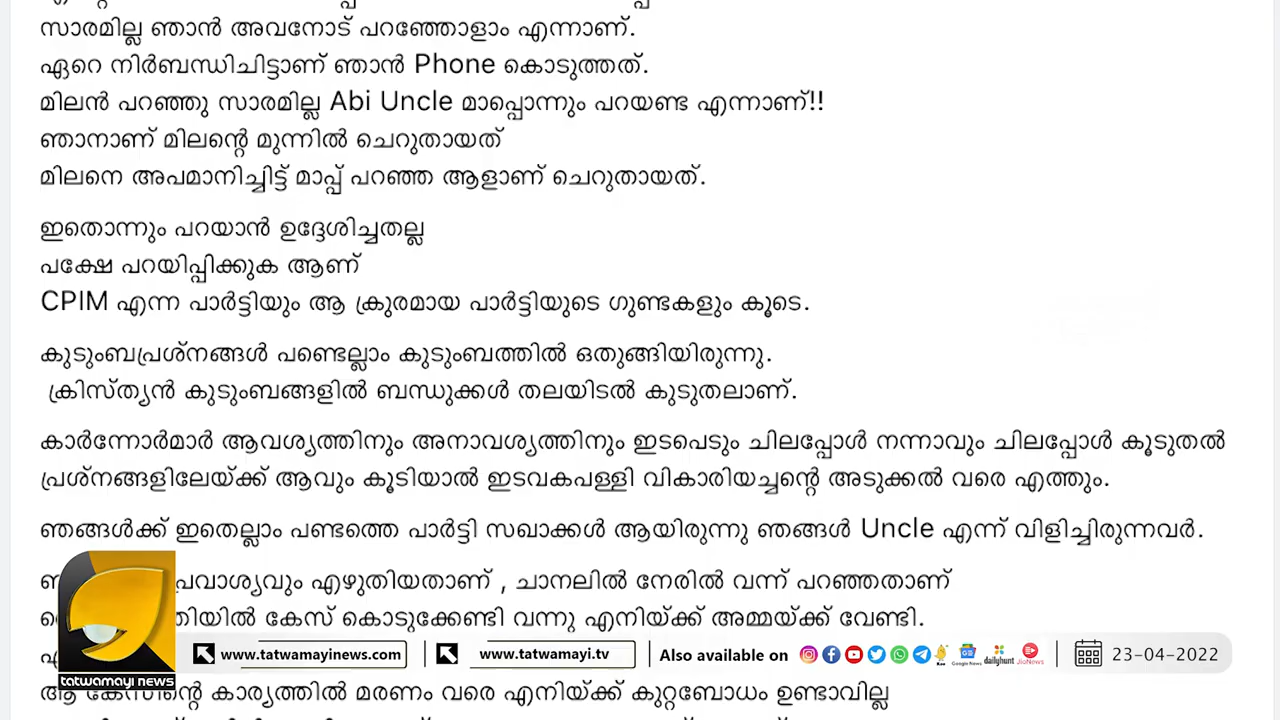 സാരമില്ല ഞാൻ അവനോട് പറഞ്ഞോളാം എന്നാണ്.
ഏറെ നിർബന്ധിചിട്ടാണ് ഞാൻ Phone കൊടുത്തത്.
മിലൻ പറഞ്ഞു സാരമില്ല Abi Uncle മാപ്പൊന്നും പറയണ്ട എന്നാണ്!!
ഞാനാണ് മിലന്റെ മുന്നിൽ ചെറുതായത്
മിലനെ അപമാനിച്ചിട്ട് മാപ്പ് പറഞ്ഞ ആളാണ് ചെറുതായത്.
ഇതൊന്നും പറയാൻ ഉദ്ദേശിച്ചതല്ല
പക്ഷേ പറയിപ്പിക്കുക ആണ്
CPIM എന്ന പാർട്ടിയും ആ ക്രുരമായ പാർട്ടിയുടെ ഗുണ്ടകളും കൂടെ.
കുടുംബപ്രശ്നങ്ങൾ പണ്ടെല്ലാം കുടുംബത്തിൽ ഒതുങ്ങിയിരുന്നു.
ക്രിസ്ത്യൻ കുടുംബങ്ങളിൽ ബന്ധുക്കൾ തലയിടൽ കുടുതലാണ്.
കാർന്നോർമാർ ആവശ്യത്തിനും അനാവശ്യത്തിനും ഇടപെടും ചിലപ്പോൾ നന്നാവും ചിലപ്പോൾ കൂടുതൽ
പ്രശ്നങ്ങളിലേയ്ക്ക് ആവും കൂടിയാൽ ഇടവകപള്ളി വികാരിയച്ചന്റെ അടുക്കൽ വരെ എത്തും.
ഞങ്ങൾക്ക് ഇതെല്ലാം പണ്ടത്തെ പാർട്ടി സഖാക്കൾ ആയിരുന്നു ഞങ്ങൾ Uncle എന്ന് വിളിച്ചിരുന്നവർ.
എഴുതിയതാണ് , ചാനലിൽ നേരിൽ വന്ന് പറഞ്ഞതാണ്
കേസ് കൊടുക്കേണ്ടി വന്നു എനിയ്ക്ക് അമ്മയ്ക്ക് വേണ്ടി.
tatwamayi news
www.tatwamayinews.com
www.tatwamayi.tv
Also available on
Koo
Google News
dailyhunt
JioNews
23-04-2022
ആ കേസിന്റെ കാര്യത്തിൽ മരണം വരെ എനിയ്ക്ക് കുറ്റബോധം ഉണ്ടാവില്ല